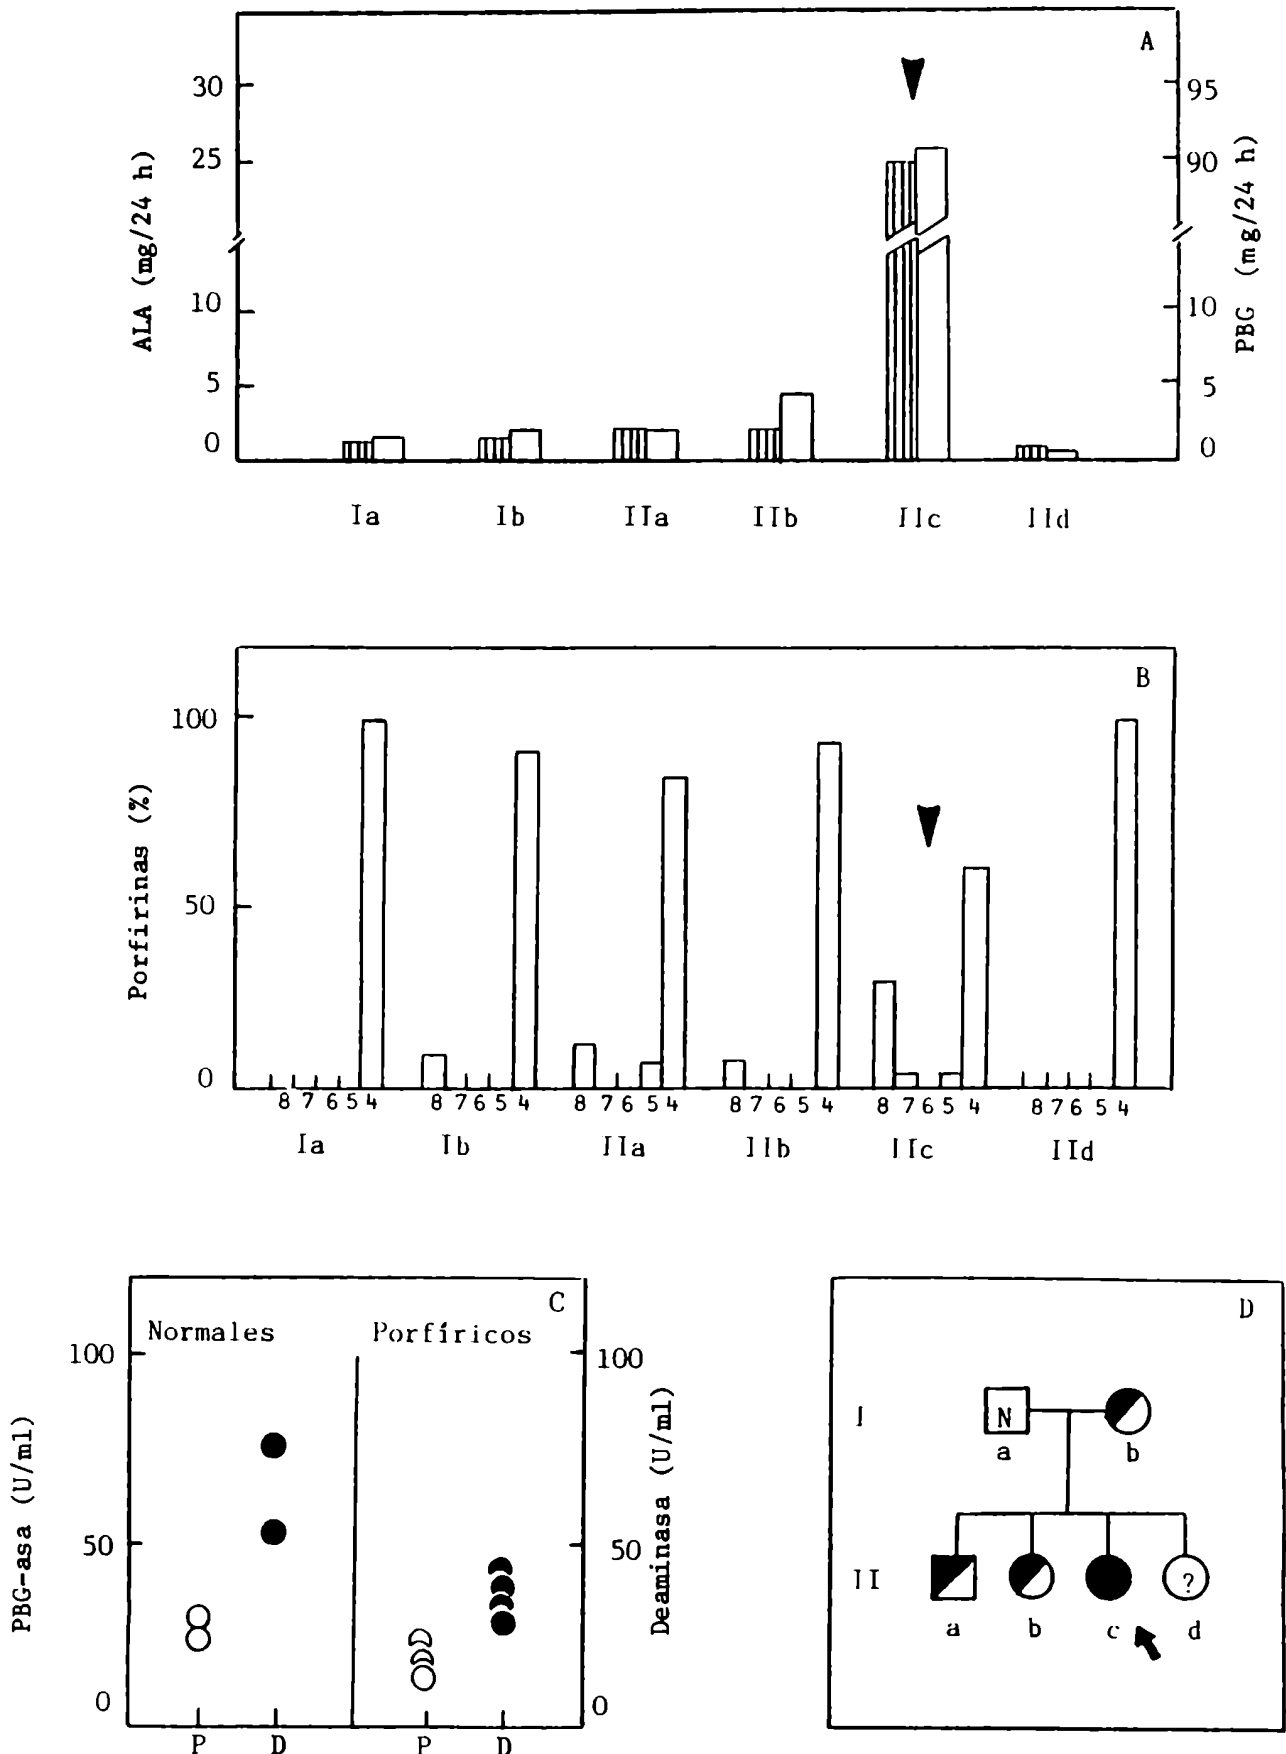 A
30
25
10
5
0
ALA (mg/24 h)
95
90
10
5
0
PBG (mg/24 h)
Ia Ib IIa IIb IIc IId
B
100
50
0
Porfirinas (%)
8 7 6 5 4 8 7 6 5 4 8 7 6 5 4 8 7 6 5 4 8 7 6 5 4 8 7 6 5 4
Ia Ib IIa IIb IIc IId
C
Normales Porfíricos
100
50
0
PBG-asa (U/ml)
100
50
0
Deaminasa (U/ml)
P D P D
D
I
N
a b
II
?
a b c d